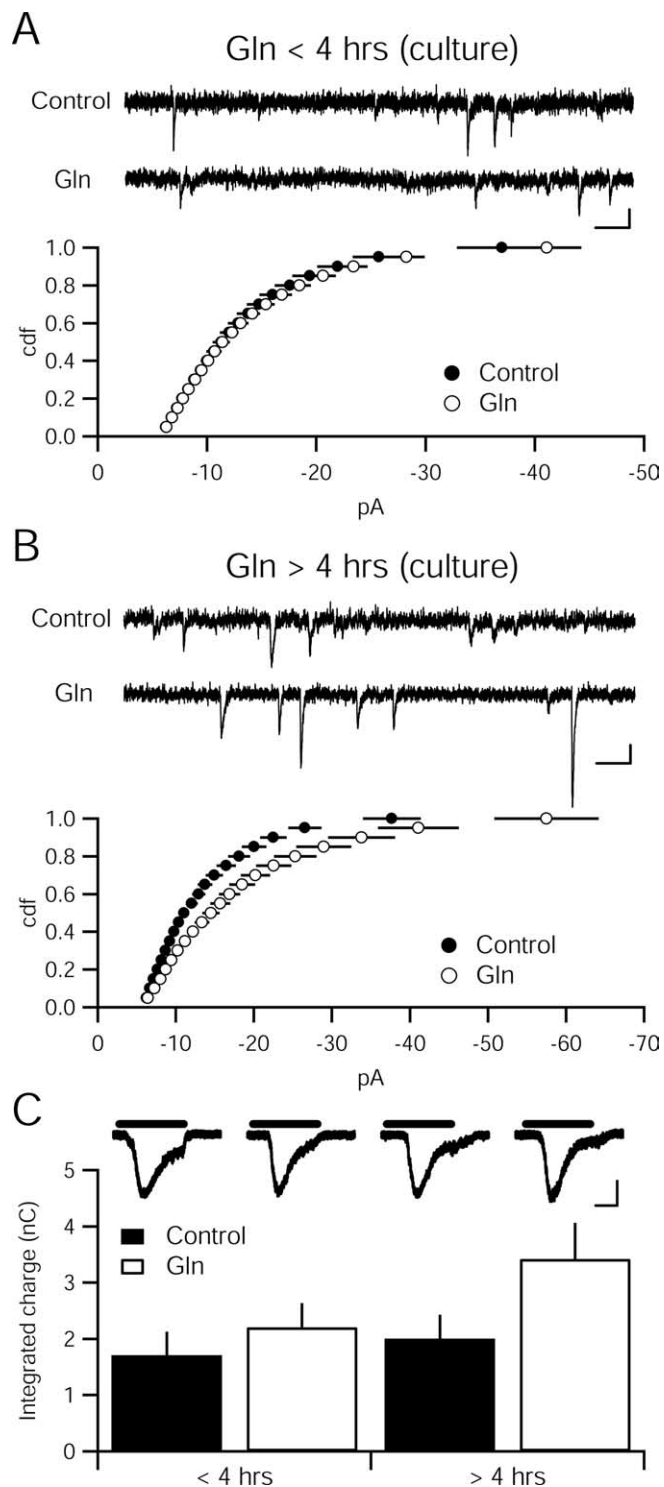 A
Gln < 4 hrs (culture)
Control
Gln
1.0
0.8
0.6
0.4
0.2
0.0
cdf
Control
Gln
0 -10 -20 -30 -40 -50
pA
B
Gln > 4 hrs (culture)
Control
Gln
1.0
0.8
0.6
0.4
0.2
0.0
cdf
Control
Gln
0 -10 -20 -30 -40 -50 -60 -70
pA
C
5
4
3
2
1
0
Integrated charge (nC)
Control
Gln
< 4 hrs > 4 hrs